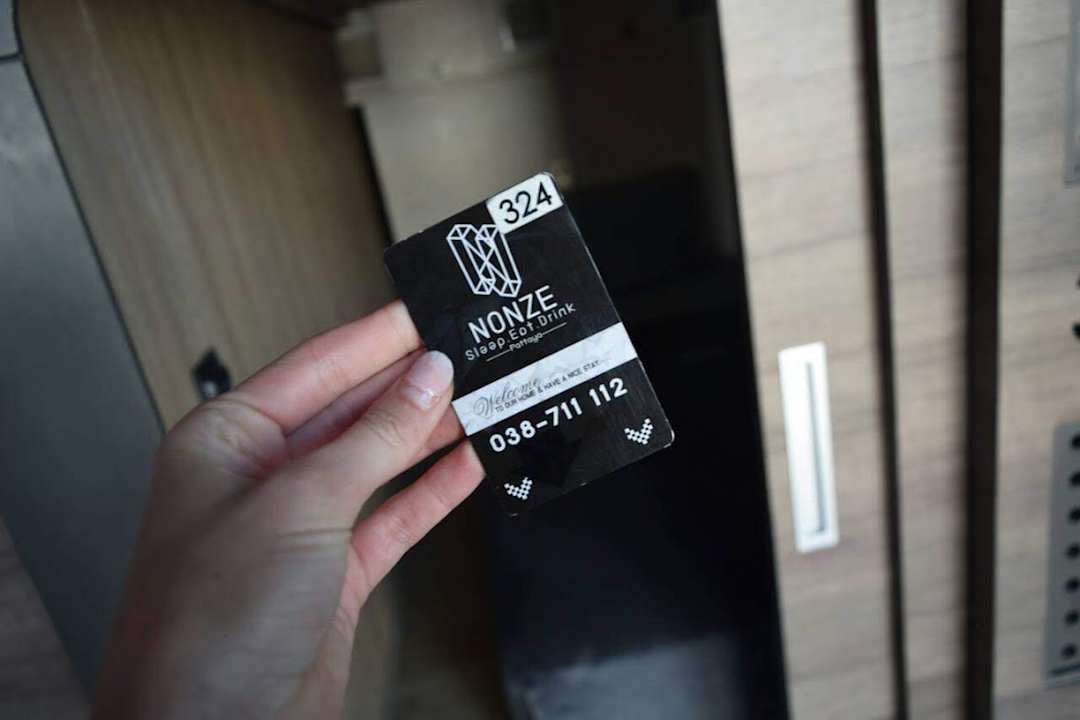 324
NONZE
Sleep.Eat.Drink
Pattaya
Welcome
TO OUR HOME & HAVE A NICE STAY...
038-711 112